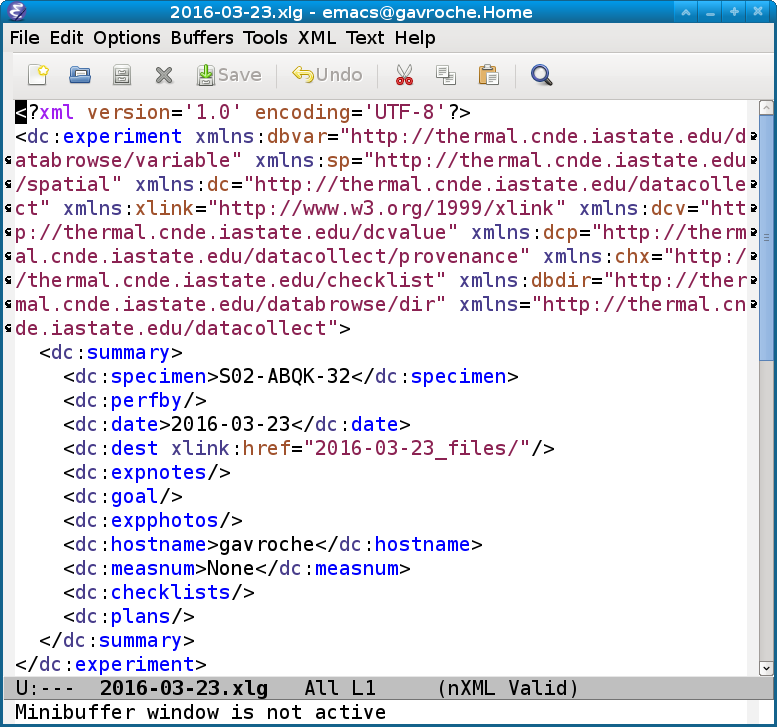 2016-03-23.xlg - emacs@gavroche.Home
File Edit Options Buffers Tools XML Text Help
Save Undo
<?xml version='1.0' encoding='UTF-8'?>
<dc:experiment xmlns:dbvar="http://thermal.cnde.iastate.edu/d
atabrowse/variable" xmlns:sp="http://thermal.cnde.iastate.edu
/spatial" xmlns:dc="http://thermal.cnde.iastate.edu/datacolle
ct" xmlns:xlink="http://www.w3.org/1999/xlink" xmlns:dcv="htt
p://thermal.cnde.iastate.edu/dcvalue" xmlns:dcp="http://therm
al.cnde.iastate.edu/datacollect/provenance" xmlns:chx="http:/
/thermal.cnde.iastate.edu/checklist" xmlns:dbdir="http://ther
mal.cnde.iastate.edu/databrowse/dir" xmlns="http://thermal.cn
de.iastate.edu/datacollect">
  <dc:summary>
    <dc:specimen>S02-ABQK-32</dc:specimen>
    <dc:perfby/>
    <dc:date>2016-03-23</dc:date>
    <dc:dest xlink:href="2016-03-23_files/"/>
    <dc:expnotes/>
    <dc:goal/>
    <dc:expphotos/>
    <dc:hostname>gavroche</dc:hostname>
    <dc:measnum>None</dc:measnum>
    <dc:checklists/>
    <dc:plans/>
  </dc:summary>
</dc:experiment>
U:--- 2016-03-23.xlg All L1 (nXML Valid)
Minibuffer window is not active